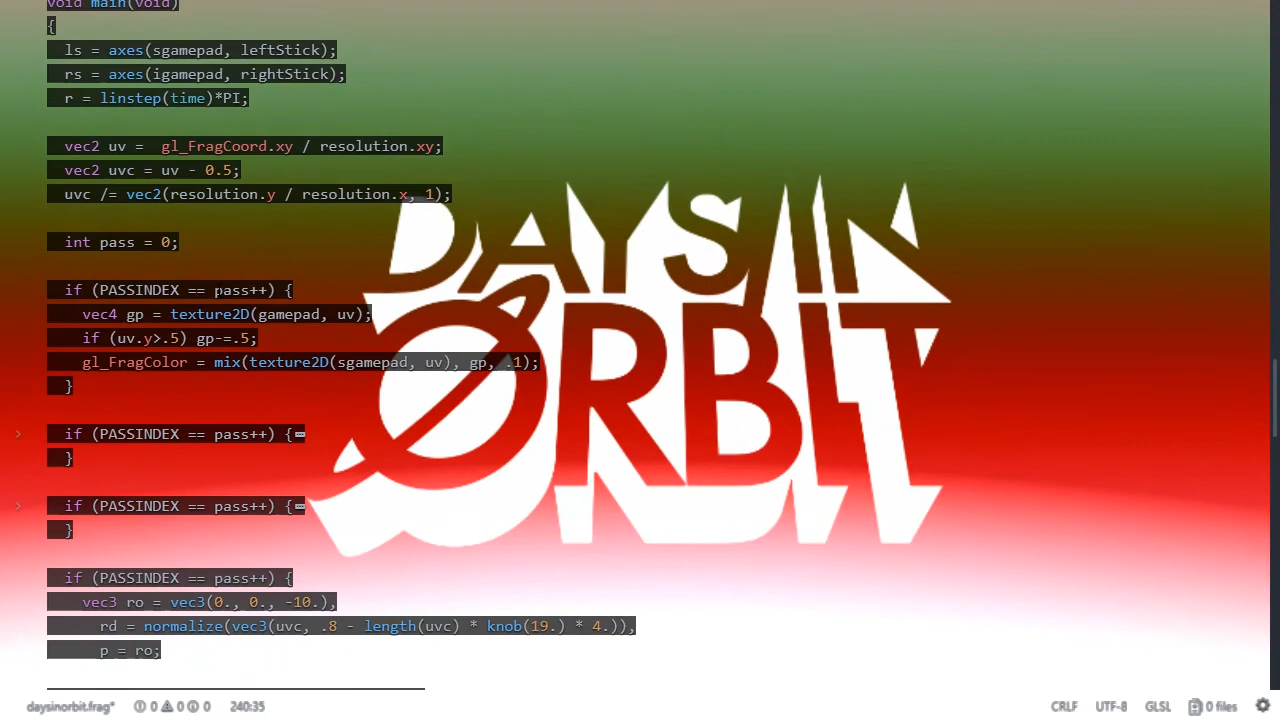 void main(void)
{
ls = axes(sgamepad, leftStick);
rs = axes(igamepad, rightStick);
r = linstep(time)*PI;
vec2 uv =  gl_FragCoord.xy / resolution.xy;
vec2 uvc = uv - 0.5;
uvc /= vec2(resolution.y / resolution.x, 1);
int pass = 0;
if (PASSINDEX == pass++) {
vec4 gp = texture2D(gamepad, uv);
if (uv.y>.5) gp-=.5;
gl_FragColor = mix(texture2D(sgamepad, uv), gp, .1);
}
if (PASSINDEX == pass++) {
}
if (PASSINDEX == pass++) {
}
if (PASSINDEX == pass++) {
vec3 ro = vec3(0., 0., -10.),
rd = normalize(vec3(uvc, .8 - length(uvc) * knob(19.) * 4.)),
p = ro;
DAYS IN
ORBIT
daysinorbit.frag* 0 0 0 240:35 CRLF UTF-8 GLSL 0 files